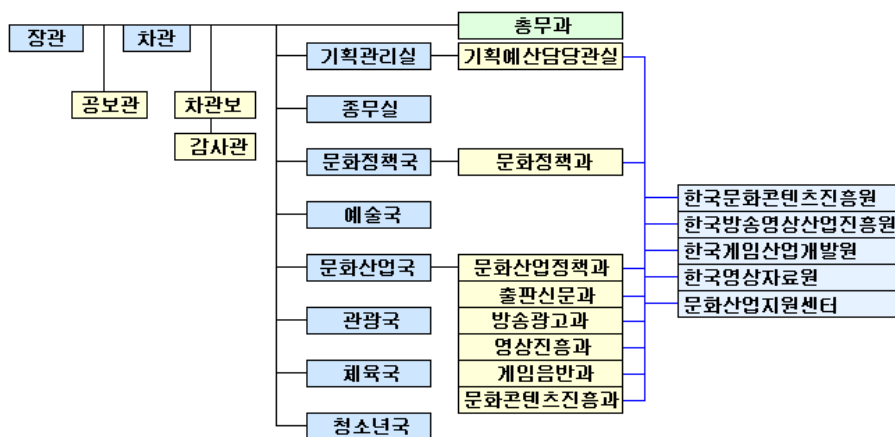 총무과
장관
차관
기획관리실
기획예산담당관실
공보관
차관보
종무실
감사관
문화정책국
문화정책과
한국문화콘텐츠진흥원
예술국
한국방송영상산업진흥원
한국게임산업개발원
문화산업국
문화산업정책과
한국영상자료원
출판신문과
문화산업지원센터
관광국
방송광고과
영상진흥과
체육국
게임음반과
문화콘텐츠진흥과
청소년국